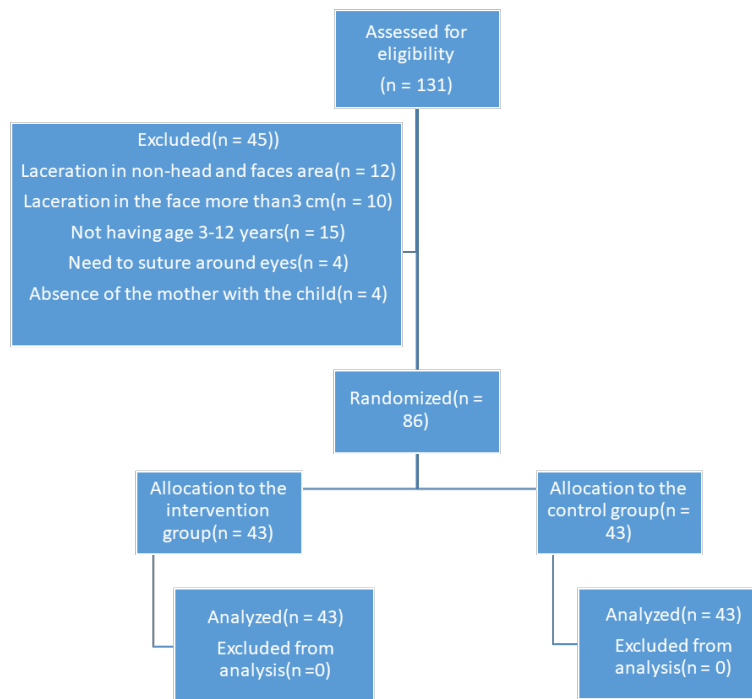 Assessed for
eligibility
(n = 131)
Excluded(n = 45))
Laceration in non-head and faces area(n = 12)
Laceration in the face more than3 cm(n = 10)
Not having age 3-12 years(n = 15)
Need to suture around eyes(n = 4)
Absence of the mother with the child(n = 4)
Randomized(n =
86)
Allocation to the
intervention
group(n = 43)
Allocation to the
control group(n =
43)
Analyzed(n = 43)
Excluded from
analysis(n =0)
Analyzed(n = 43)
Excluded from
analysis(n = 0)